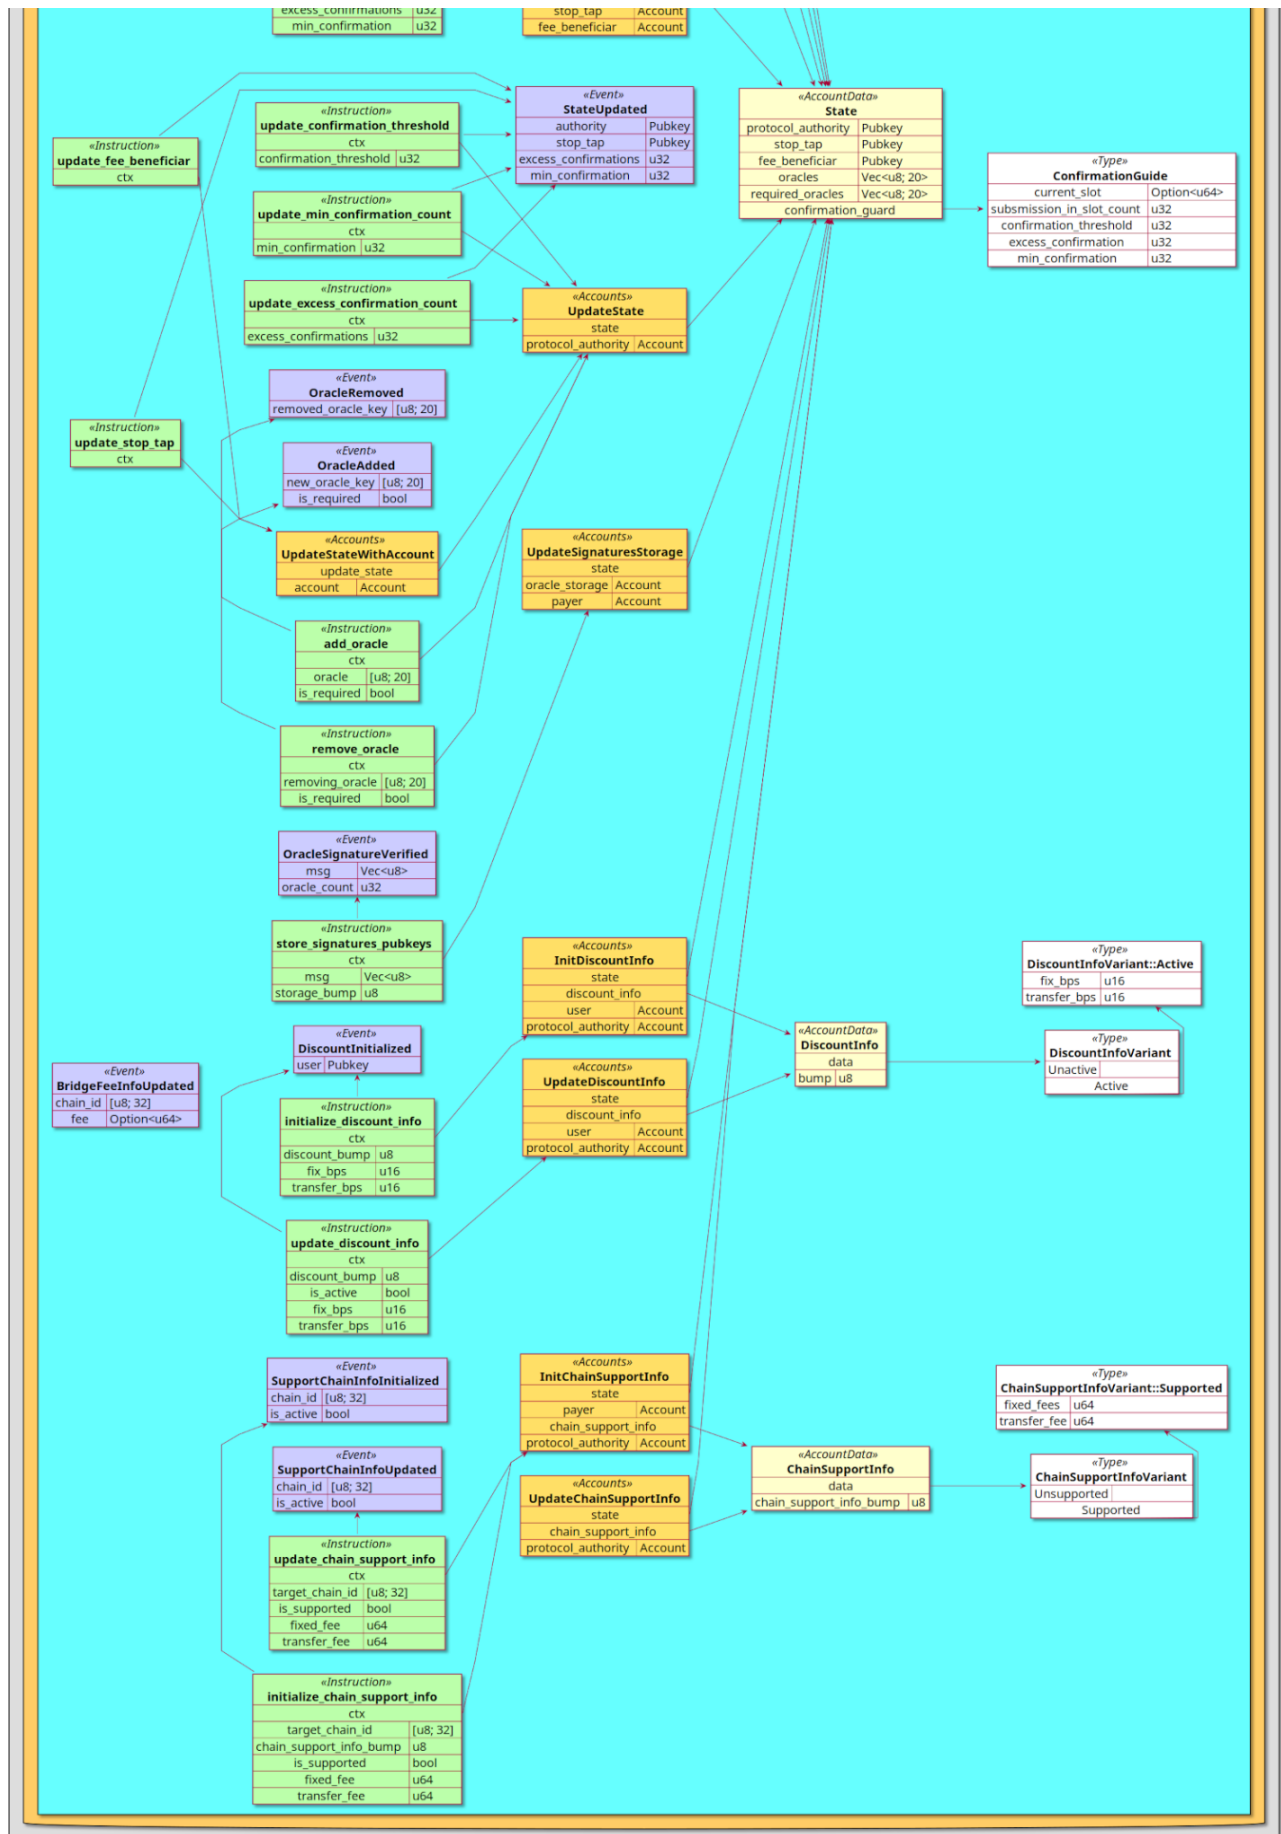 excess_confirmations u32
min_confirmation u32
stop_tap Account
fee_beneficiar Account
«Event»
StateUpdated
authority Pubkey
stop_tap Pubkey
excess_confirmations u32
min_confirmation u32
«AccountData»
State
protocol_authority Pubkey
stop_tap Pubkey
fee_beneficiar Pubkey
oracles Vec<u8; 20>
required_oracles Vec<u8; 20>
confirmation_guard
«Instruction»
update_confirmation_threshold
ctx
confirmation_threshold u32
«Instruction»
update_fee_beneficiar
ctx
«Type»
ConfirmationGuide
current_slot Option<u64>
subsmission_in_slot_count u32
confirmation_threshold u32
excess_confirmation u32
min_confirmation u32
«Instruction»
update_min_confirmation_count
ctx
min_confirmation u32
«Instruction»
update_excess_confirmation_count
ctx
excess_confirmations u32
«Accounts»
UpdateState
state
protocol_authority Account
«Event»
OracleRemoved
removed_oracle_key [u8; 20]
«Instruction»
update_stop_tap
ctx
«Event»
OracleAdded
new_oracle_key [u8; 20]
is_required bool
«Accounts»
UpdateStateWithAccount
update_state
account Account
«Accounts»
UpdateSignaturesStorage
state
oracle_storage Account
payer Account
«Instruction»
add_oracle
ctx
oracle [u8; 20]
is_required bool
«Instruction»
remove_oracle
ctx
removing_oracle [u8; 20]
is_required bool
«Event»
OracleSignatureVerified
msg Vec<u8>
oracle_count u32
«Instruction»
store_signatures_pubkeys
ctx
msg Vec<u8>
storage_bump u8
«Accounts»
InitDiscountInfo
state
discount_info
user Account
protocol_authority Account
«Type»
DiscountInfoVariant::Active
fix_bps u16
transfer_bps u16
«Event»
DiscountInitialized
user Pubkey
«AccountData»
DiscountInfo
data
bump u8
«Type»
DiscountInfoVariant
Unactive
Active
«Event»
BridgeFeeInfoUpdated
chain_id [u8; 32]
fee Option<u64>
«Accounts»
UpdateDiscountInfo
state
discount_info
user Account
protocol_authority Account
«Instruction»
initialize_discount_info
ctx
discount_bump u8
fix_bps u16
transfer_bps u16
«Instruction»
update_discount_info
ctx
discount_bump u8
is_active bool
fix_bps u16
transfer_bps u16
«Event»
SupportChainInfoInitialized
chain_id [u8; 32]
is_active bool
«Accounts»
InitChainSupportInfo
state
payer Account
chain_support_info
protocol_authority Account
«Type»
ChainSupportInfoVariant::Supported
fixed_fees u64
transfer_fee u64
«Event»
SupportChainInfoUpdated
chain_id [u8; 32]
is_active bool
«AccountData»
ChainSupportInfo
data
chain_support_info_bump u8
«Type»
ChainSupportInfoVariant
Unsupported
Supported
«Accounts»
UpdateChainSupportInfo
state
chain_support_info
protocol_authority Account
«Instruction»
update_chain_support_info
ctx
target_chain_id [u8; 32]
is_supported bool
fixed_fee u64
transfer_fee u64
«Instruction»
initialize_chain_support_info
ctx
target_chain_id [u8; 32]
chain_support_info_bump u8
is_supported bool
fixed_fee u64
transfer_fee u64